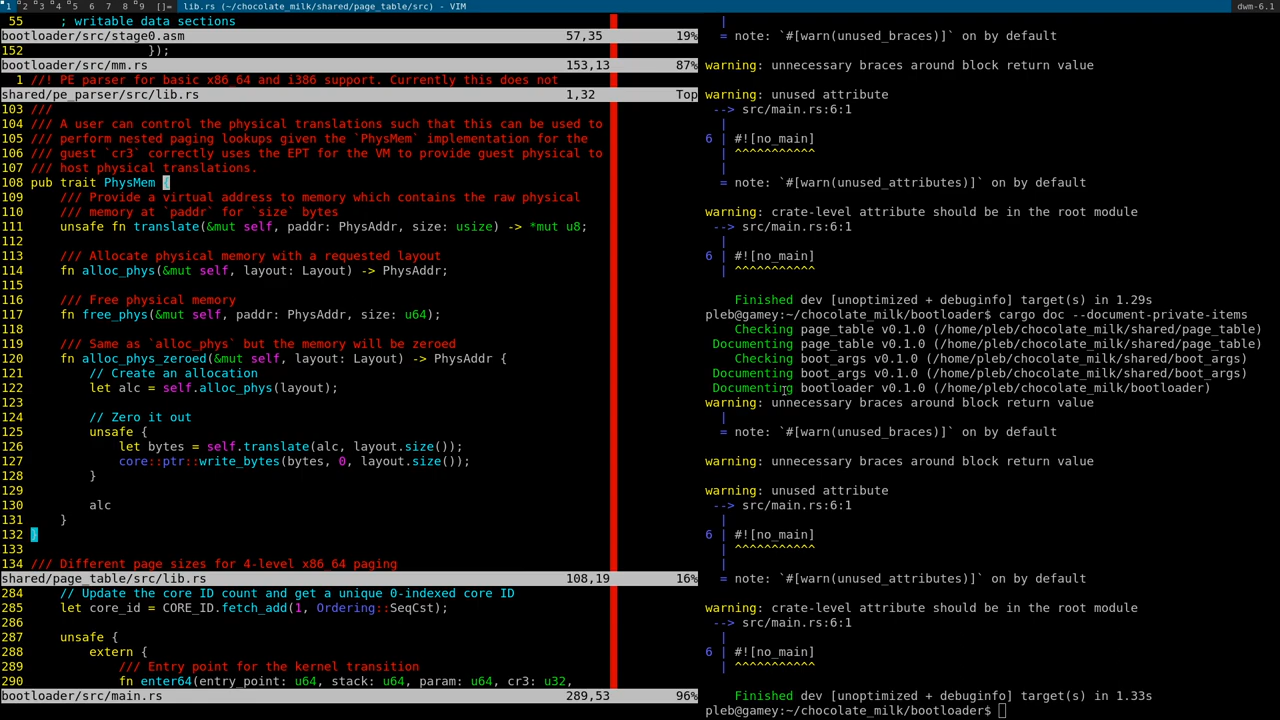 1 2 3 4 5 6 7 8 9 []= lib.rs (~/chocolate_milk/shared/page_table/src) - VIM dwm-6.1
55     ; writable data sections
bootloader/src/stage0.asm 57,35 19%
152                 });
bootloader/src/mm.rs 153,13 87%
1 //! PE parser for basic x86_64 and i386 support. Currently this does not
shared/pe_parser/src/lib.rs 1,32 Top
103 ///
104 /// A user can control the physical translations such that this can be used to
105 /// perform nested paging lookups given the `PhysMem` implementation for the
106 /// guest `cr3` correctly uses the EPT for the VM to provide guest physical to
107 /// host physical translations.
108 pub trait PhysMem {
109     /// Provide a virtual address to memory which contains the raw physical
110     /// memory at `paddr` for `size` bytes
111     unsafe fn translate(&mut self, paddr: PhysAddr, size: usize) -> *mut u8;
112
113     /// Allocate physical memory with a requested layout
114     fn alloc_phys(&mut self, layout: Layout) -> PhysAddr;
115
116     /// Free physical memory
117     fn free_phys(&mut self, paddr: PhysAddr, size: u64);
118
119     /// Same as `alloc_phys` but the memory will be zeroed
120     fn alloc_phys_zeroed(&mut self, layout: Layout) -> PhysAddr {
121         // Create an allocation
122         let alc = self.alloc_phys(layout);
123
124         // Zero it out
125         unsafe {
126             let bytes = self.translate(alc, layout.size());
127             core::ptr::write_bytes(bytes, 0, layout.size());
128         }
129
130         alc
131     }
132 }
133
134 /// Different page sizes for 4-level x86_64 paging
shared/page_table/src/lib.rs 108,19 16%
284     // Update the core ID count and get a unique 0-indexed core ID
285     let core_id = CORE_ID.fetch_add(1, Ordering::SeqCst);
286
287     unsafe {
288         extern {
289             /// Entry point for the kernel transition
290             fn enter64(entry_point: u64, stack: u64, param: u64, cr3: u32,
bootloader/src/main.rs 289,53 96%
  |
  = note: `#[warn(unused_braces)]` on by default

warning: unnecessary braces around block return value

warning: unused attribute
 --> src/main.rs:6:1
  |
6 | #![no_main]
  | ^^^^^^^^^^^
  |
  = note: `#[warn(unused_attributes)]` on by default

warning: crate-level attribute should be in the root module
 --> src/main.rs:6:1
  |
6 | #![no_main]
  | ^^^^^^^^^^^

    Finished dev [unoptimized + debuginfo] target(s) in 1.29s
pleb@gamey:~/chocolate_milk/bootloader$ cargo doc --document-private-items
    Checking page_table v0.1.0 (/home/pleb/chocolate_milk/shared/page_table)
 Documenting page_table v0.1.0 (/home/pleb/chocolate_milk/shared/page_table)
    Checking boot_args v0.1.0 (/home/pleb/chocolate_milk/shared/boot_args)
 Documenting boot_args v0.1.0 (/home/pleb/chocolate_milk/shared/boot_args)
 Documenting bootloader v0.1.0 (/home/pleb/chocolate_milk/bootloader)
warning: unnecessary braces around block return value
  |
  = note: `#[warn(unused_braces)]` on by default

warning: unnecessary braces around block return value

warning: unused attribute
 --> src/main.rs:6:1
  |
6 | #![no_main]
  | ^^^^^^^^^^^
  |
  = note: `#[warn(unused_attributes)]` on by default

warning: crate-level attribute should be in the root module
 --> src/main.rs:6:1
  |
6 | #![no_main]
  | ^^^^^^^^^^^

    Finished dev [unoptimized + debuginfo] target(s) in 1.33s
pleb@gamey:~/chocolate_milk/bootloader$